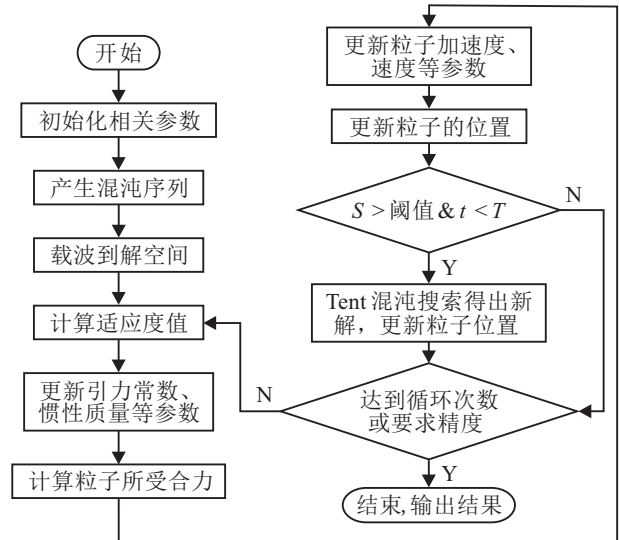 开始
初始化相关参数
产生混沌序列
载波到解空间
计算适应度值
更新引力常数、
惯性质量等参数
计算粒子所受合力
更新粒子加速度、
速度等参数
更新粒子的位置
S > 阈值 & t < T
N
Y
Tent 混沌搜索得出新
解，更新粒子位置
达到循环次数
或要求精度
N
Y
结束,输出结果